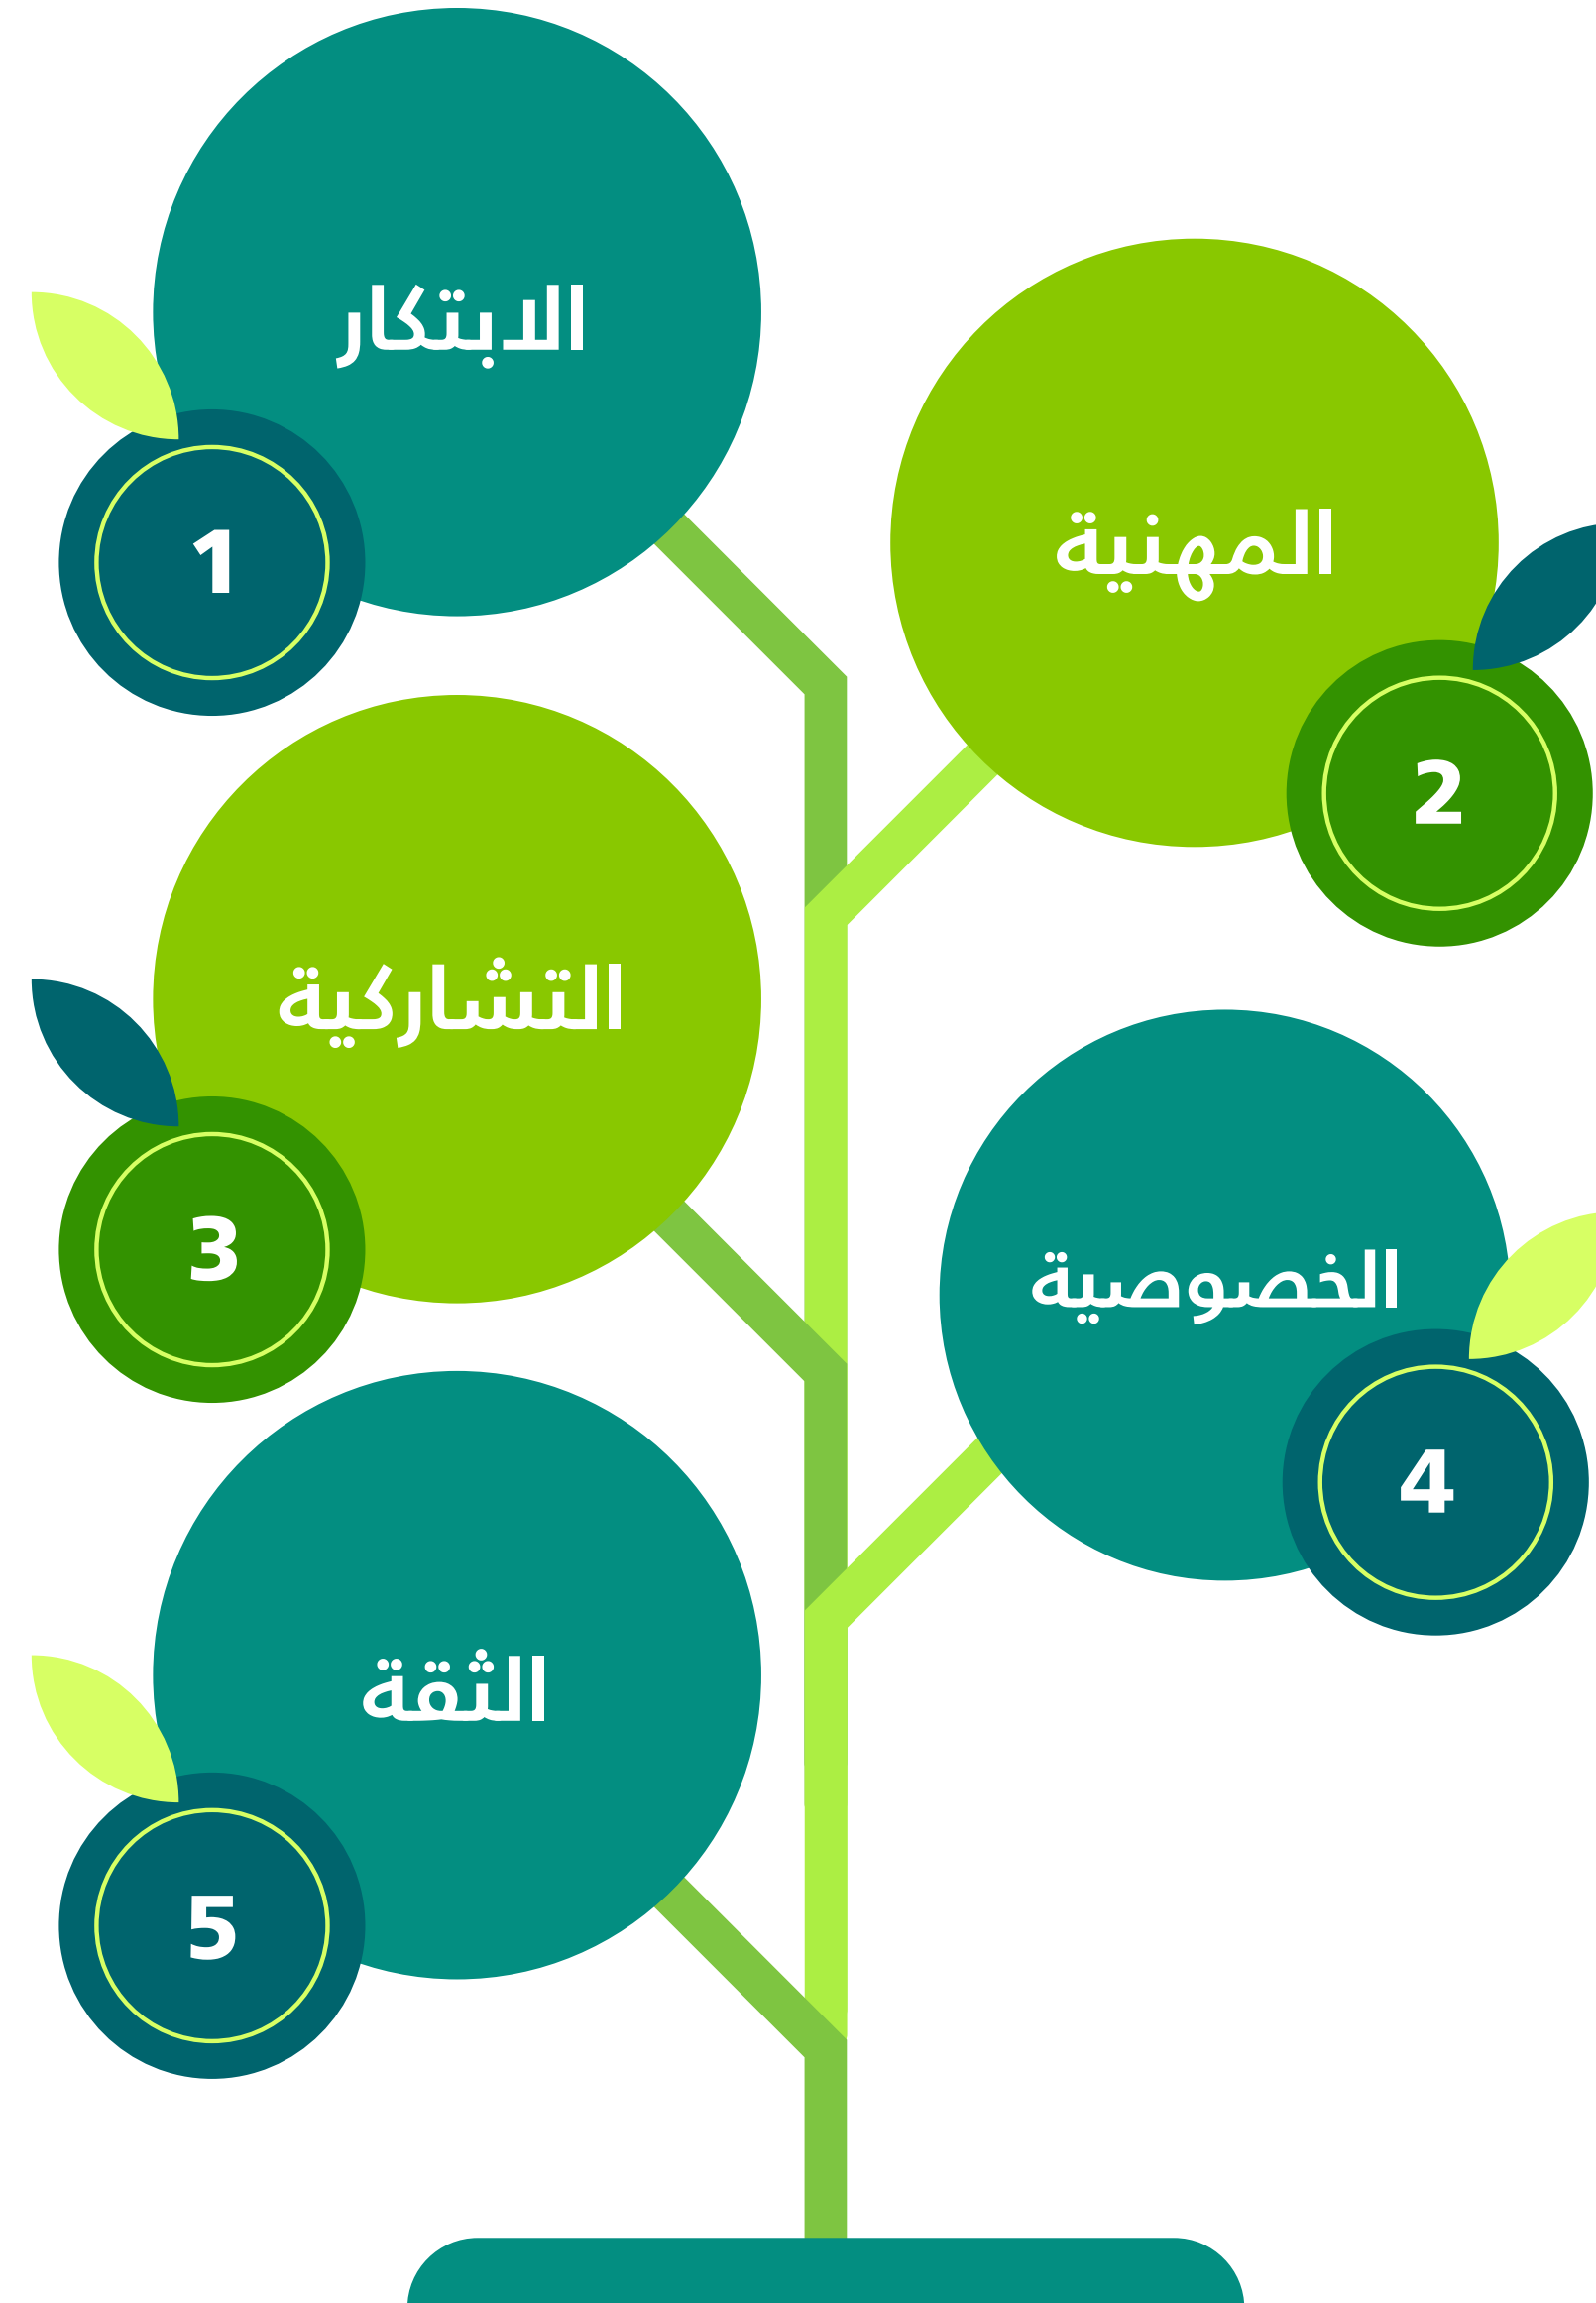 الابتكار
1
المهنية
2
التشاركية
3
الخصوصية
4
الثقة
5